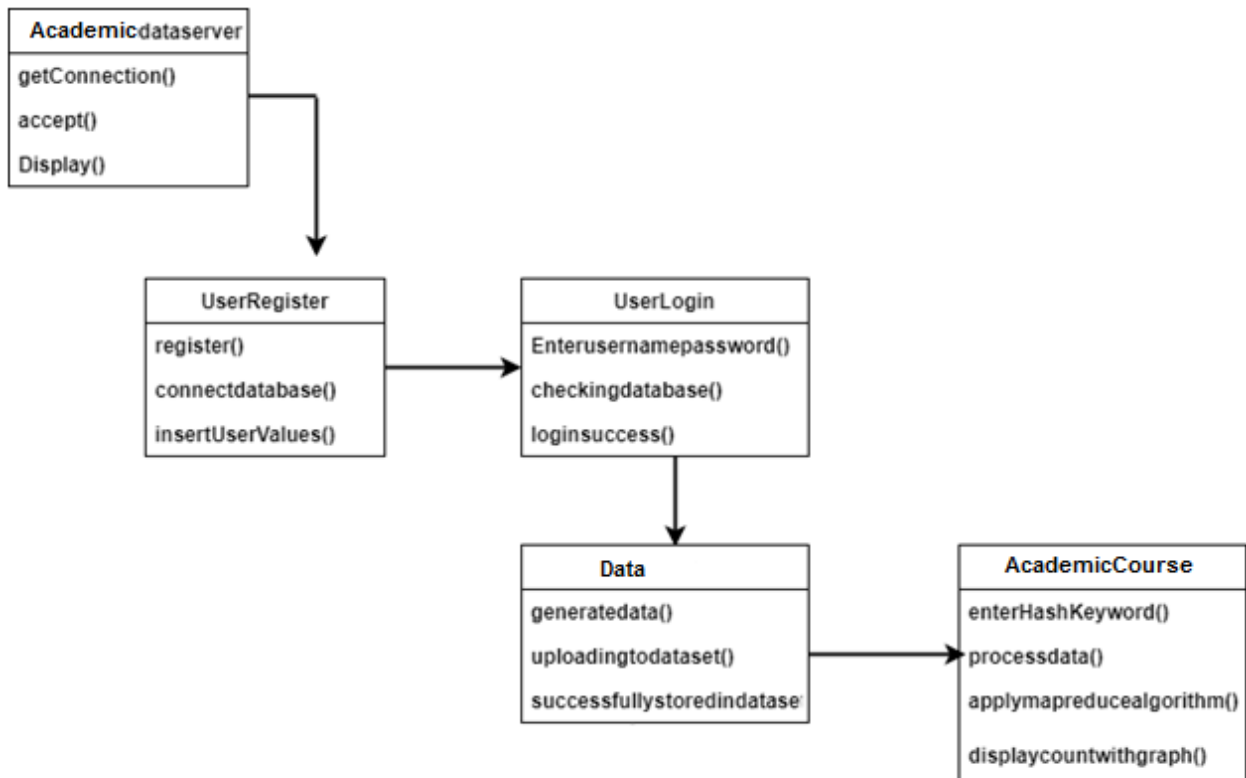 Academicdataserver
getConnection()
accept()
Display()
UserRegister
register()
connectdatabase()
insertUserValues()
UserLogin
Enterusernamepassword()
checkingdatabase()
loginsuccess()
Data
generatedata()
uploadingtodataset()
successfullystoredindataset
AcademicCourse
enterHashKeyword()
processdata()
applymapreducealgorithm()
displaycountwithgraph()